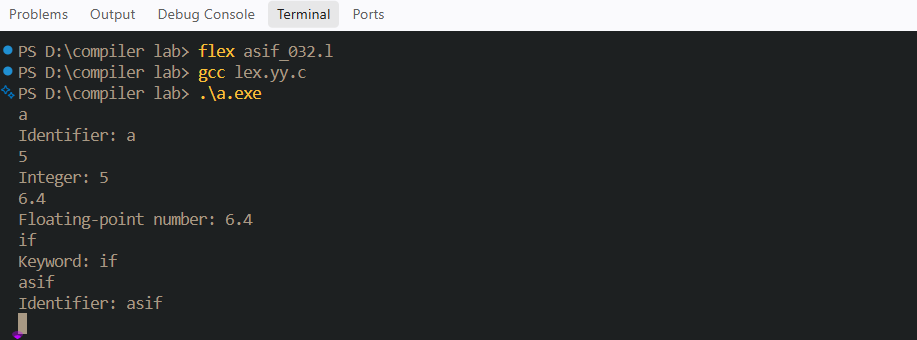 Problems Output Debug Console Terminal Ports
PS D:\compiler lab> flex asif_032.l
PS D:\compiler lab> gcc lex.yy.c
PS D:\compiler lab> .\a.exe
a
Identifier: a
5
Integer: 5
6.4
Floating-point number: 6.4
if
Keyword: if
asif
Identifier: asif